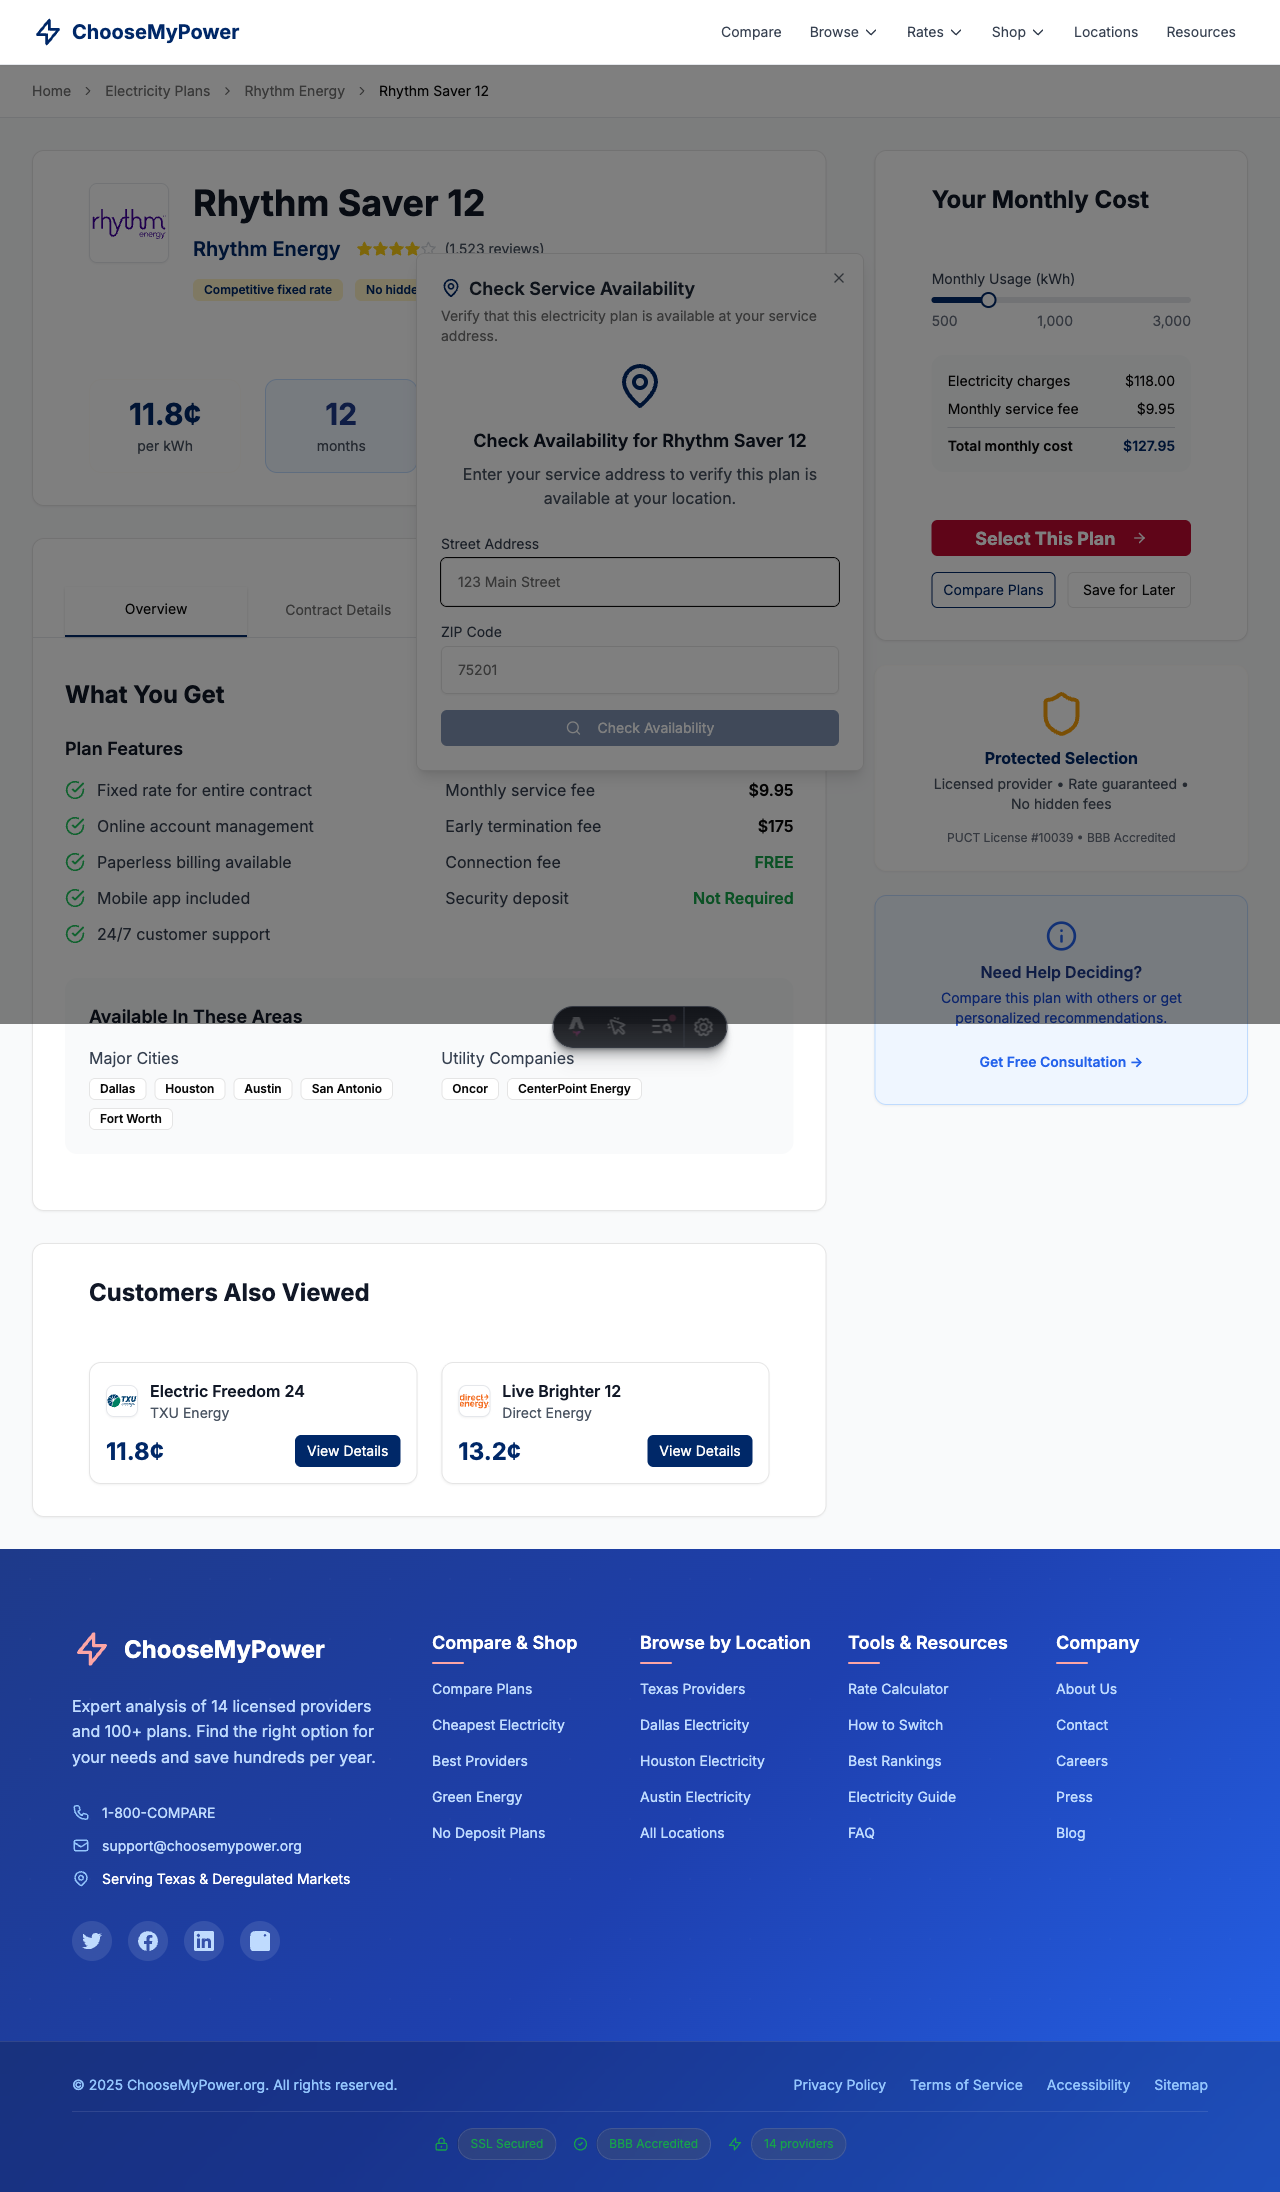 ChooseMyPower
Compare
Browse
Rates
Shop
Locations
Resources
Home
Electricity Plans
Rhythm Energy
Rhythm Saver 12
rhythm
energy
Rhythm Saver 12
Rhythm Energy
(1,523 reviews)
Competitive fixed rate
No hidde
11.8¢
per kWh
12
months
Check Service Availability
Verify that this electricity plan is available at your service
address.
Check Availability for Rhythm Saver 12
Enter your service address to verify this plan is
available at your location.
Street Address
123 Main Street
ZIP Code
75201
Check Availability
Your Monthly Cost
Monthly Usage (kWh)
500
1,000
3,000
Electricity charges
$118.00
Monthly service fee
$9.95
Total monthly cost
$127.95
Select This Plan
Compare Plans
Save for Later
Overview
Contract Details
What You Get
Plan Features
Fixed rate for entire contract
Online account management
Paperless billing available
Mobile app included
24/7 customer support
Monthly service fee
$9.95
Early termination fee
$175
Connection fee
FREE
Security deposit
Not Required
Protected Selection
Licensed provider • Rate guaranteed •
No hidden fees
PUCT License #10039 • BBB Accredited
Need Help Deciding?
Compare this plan with others or get
personalized recommendations.
Get Free Consultation →
Available In These Areas
Major Cities
Dallas
Houston
Austin
San Antonio
Fort Worth
Utility Companies
Oncor
CenterPoint Energy
Customers Also Viewed
TXU
energy
Electric Freedom 24
TXU Energy
11.8¢
View Details
direct
energy
Live Brighter 12
Direct Energy
13.2¢
View Details
ChooseMyPower
Expert analysis of 14 licensed providers
and 100+ plans. Find the right option for
your needs and save hundreds per year.
1-800-COMPARE
support@choosemypower.org
Serving Texas & Deregulated Markets
Compare & Shop
Compare Plans
Cheapest Electricity
Best Providers
Green Energy
No Deposit Plans
Browse by Location
Texas Providers
Dallas Electricity
Houston Electricity
Austin Electricity
All Locations
Tools & Resources
Rate Calculator
How to Switch
Best Rankings
Electricity Guide
FAQ
Company
About Us
Contact
Careers
Press
Blog
© 2025 ChooseMyPower.org. All rights reserved.
Privacy Policy
Terms of Service
Accessibility
Sitemap
SSL Secured
BBB Accredited
14 providers